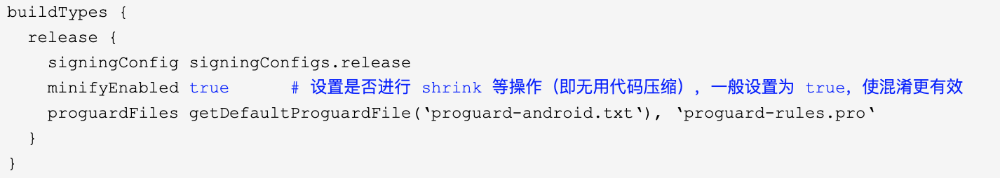 buildTypes {
release {
signingConfig signingConfigs.release
minifyEnabled true # 设置是否进行 shrink 等操作（即无用代码压缩），一般设置为 true，使混淆更有效
proguardFiles getDefaultProguardFile(‘proguard-android.txt‘), ‘proguard-rules.pro‘
}
}